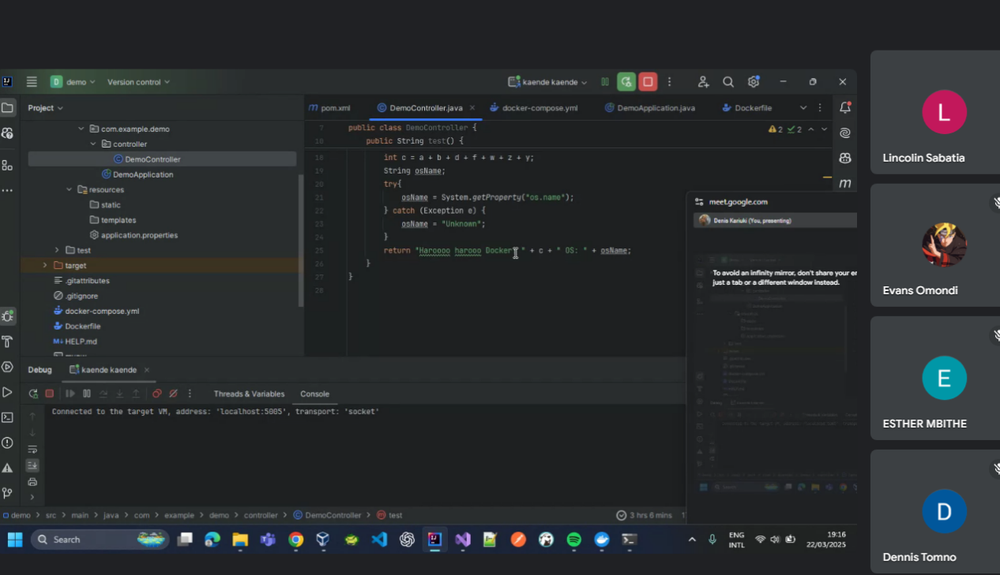 demo
Version control
kaende kaende
Project
com.example.demo
controller
DemoController
DemoApplication
resources
static
templates
application.properties
test
target
.gitattributes
.gitignore
docker-compose.yml
Dockerfile
HELP.md
pom.xml
DemoController.java
docker-compose.yml
DemoApplication.java
Dockerfile
7 public class DemoController {
10 public String test() {
2 2
18 int c = a + b + d + f + w + z + y;
19 String osName;
20 try{
21 osName = System.getProperty("os.name");
22 } catch (Exception e) {
23 osName = "Unknown";
24 }
25 return "Haroooo harooo Docker " + c + " OS: " + osName;
26 }
27 }
28
meet.google.com
Denis Kariuki (You, presenting)
To avoid an infinity mirror, don't share your
just a tab or a different window instead.
Debug
kaende kaende
Threads & Variables
Console
Connected to the target VM, address: 'localhost:5005', transport: 'socket'
demo > src > main > java > com > example > demo > controller > DemoController > test
3 hrs 6 mins
Search
ENG
INTL
19:16
22/03/2025
L
Lincolin Sabatia
Evans Omondi
E
ESTHER MBITHE
D
Dennis Tomno